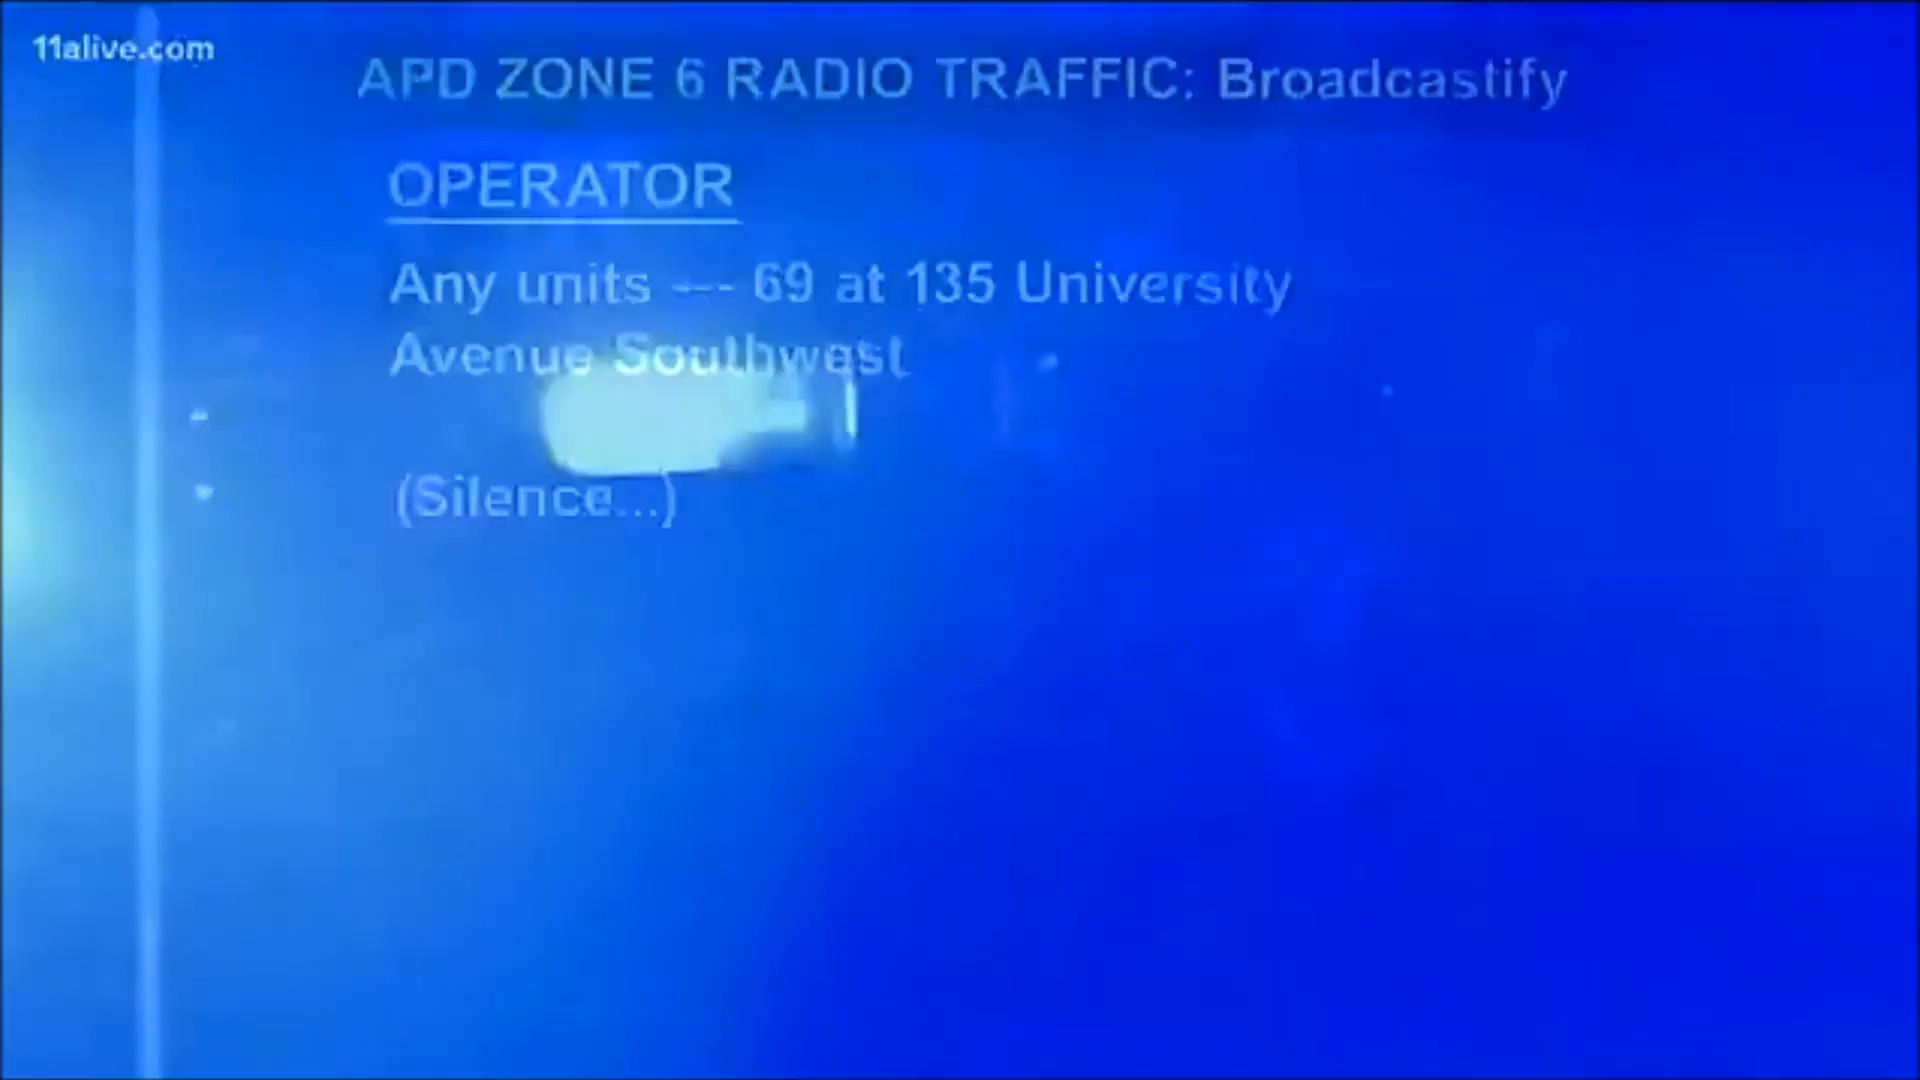 11alive.com
APD ZONE 6 RADIO TRAFFIC: Broadcastify
OPERATOR
Any units --- 69 at 135 University
Avenue Southwest
(Silence...)